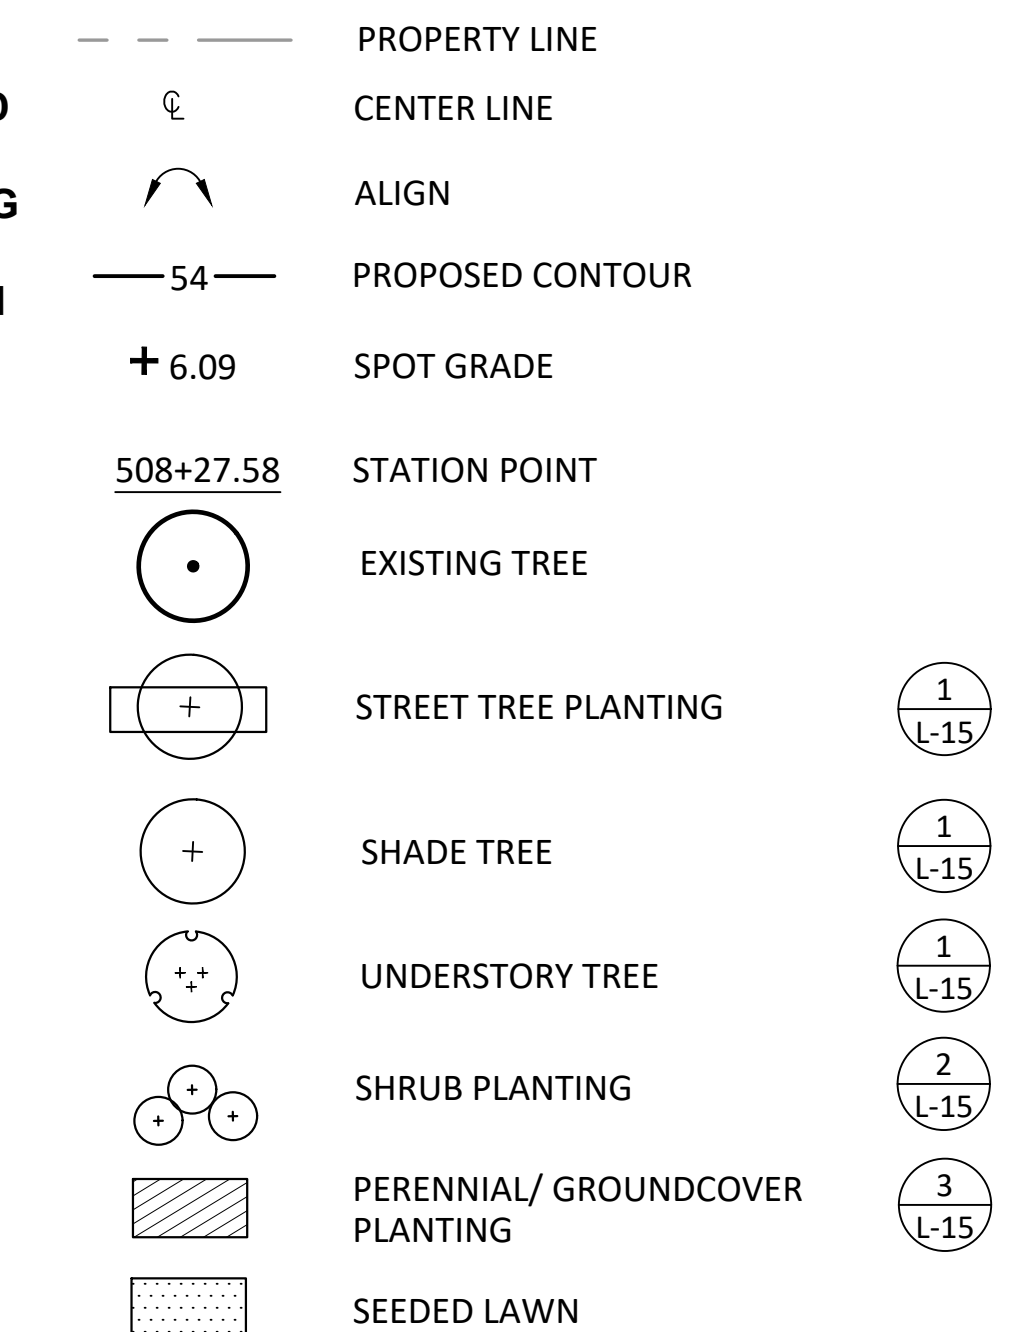 PROPERTY LINE
℄ CENTER LINE
ALIGN
54 PROPOSED CONTOUR
+ 6.09 SPOT GRADE
508+27.58 STATION POINT
EXISTING TREE
STREET TREE PLANTING 1
L-15
SHADE TREE 1
L-15
UNDERSTORY TREE 1
L-15
SHRUB PLANTING 2
L-15
PERENNIAL/ GROUNDCOVER
PLANTING 3
L-15
SEEDED LAWN